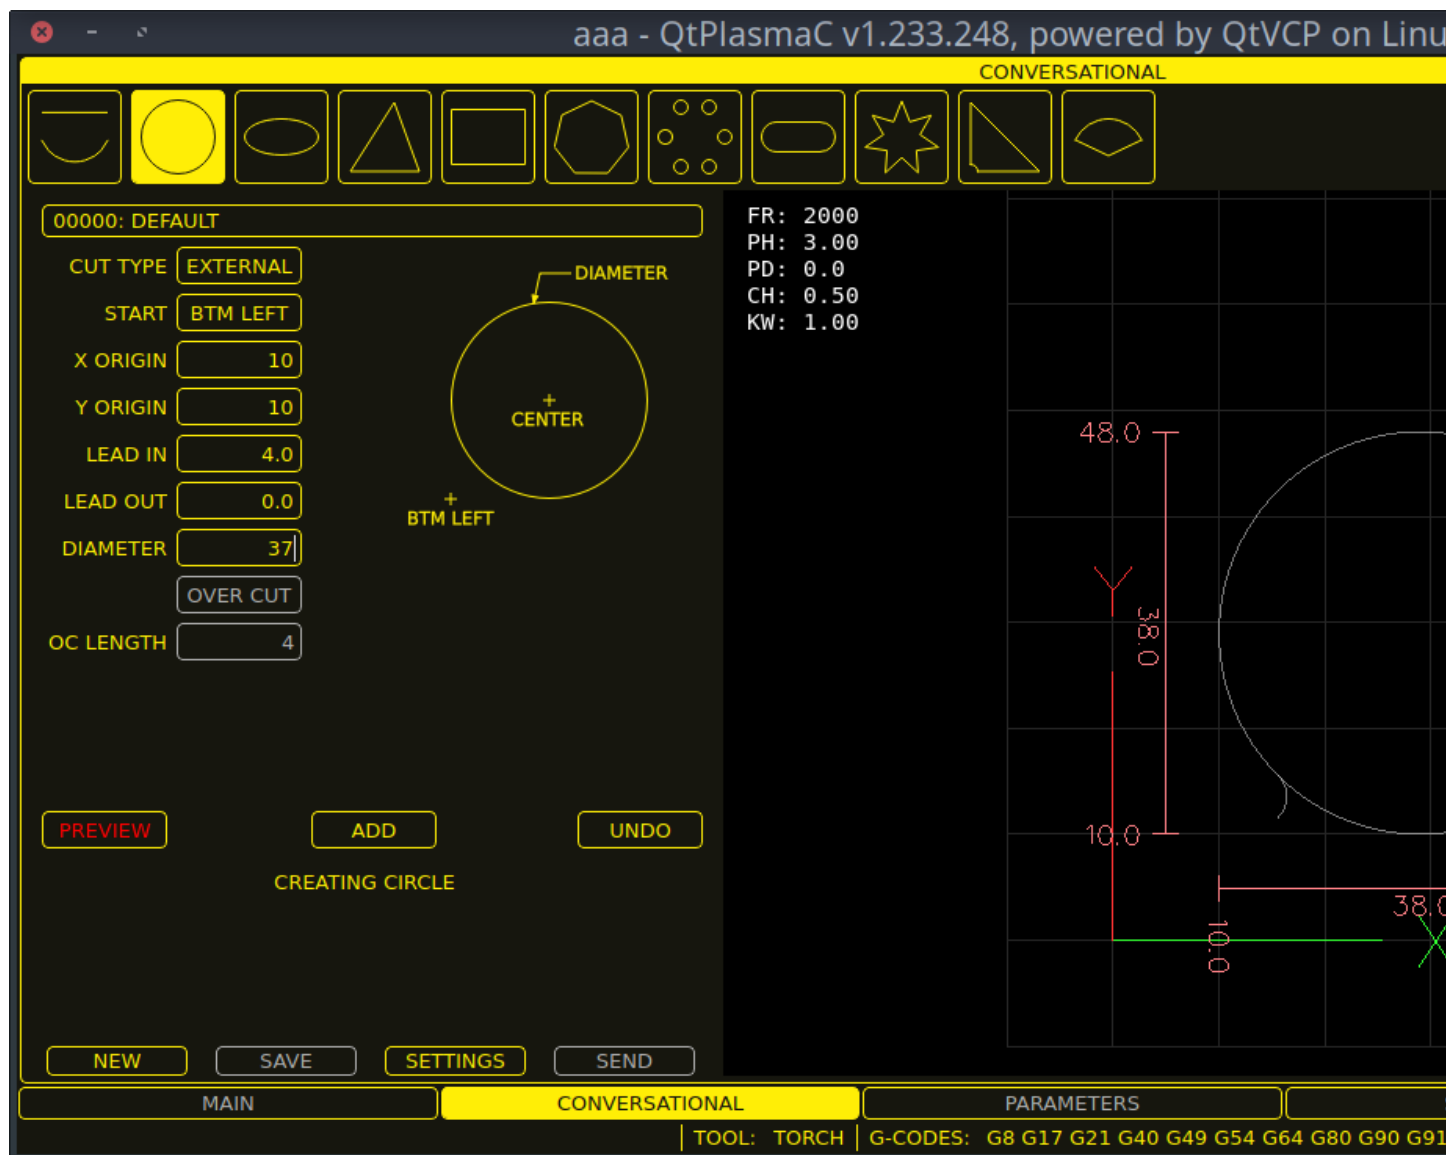 aaa - QtPlasmaC v1.233.248, powered by QtVCP on Linu
CONVERSATIONAL
00000: DEFAULT
CUT TYPE EXTERNAL
START BTM LEFT
X ORIGIN 10
Y ORIGIN 10
LEAD IN 4.0
LEAD OUT 0.0
DIAMETER 37
OVER CUT
OC LENGTH 4
DIAMETER
CENTER
BTM LEFT
PREVIEW ADD UNDO
CREATING CIRCLE
NEW SAVE SETTINGS SEND
FR: 2000
PH: 3.00
PD: 0.0
CH: 0.50
KW: 1.00
48.0
Y
38.0
10.0
38.0
10.0
X
MAIN CONVERSATIONAL PARAMETERS
TOOL: TORCH G-CODES: G8 G17 G21 G40 G49 G54 G64 G80 G90 G91